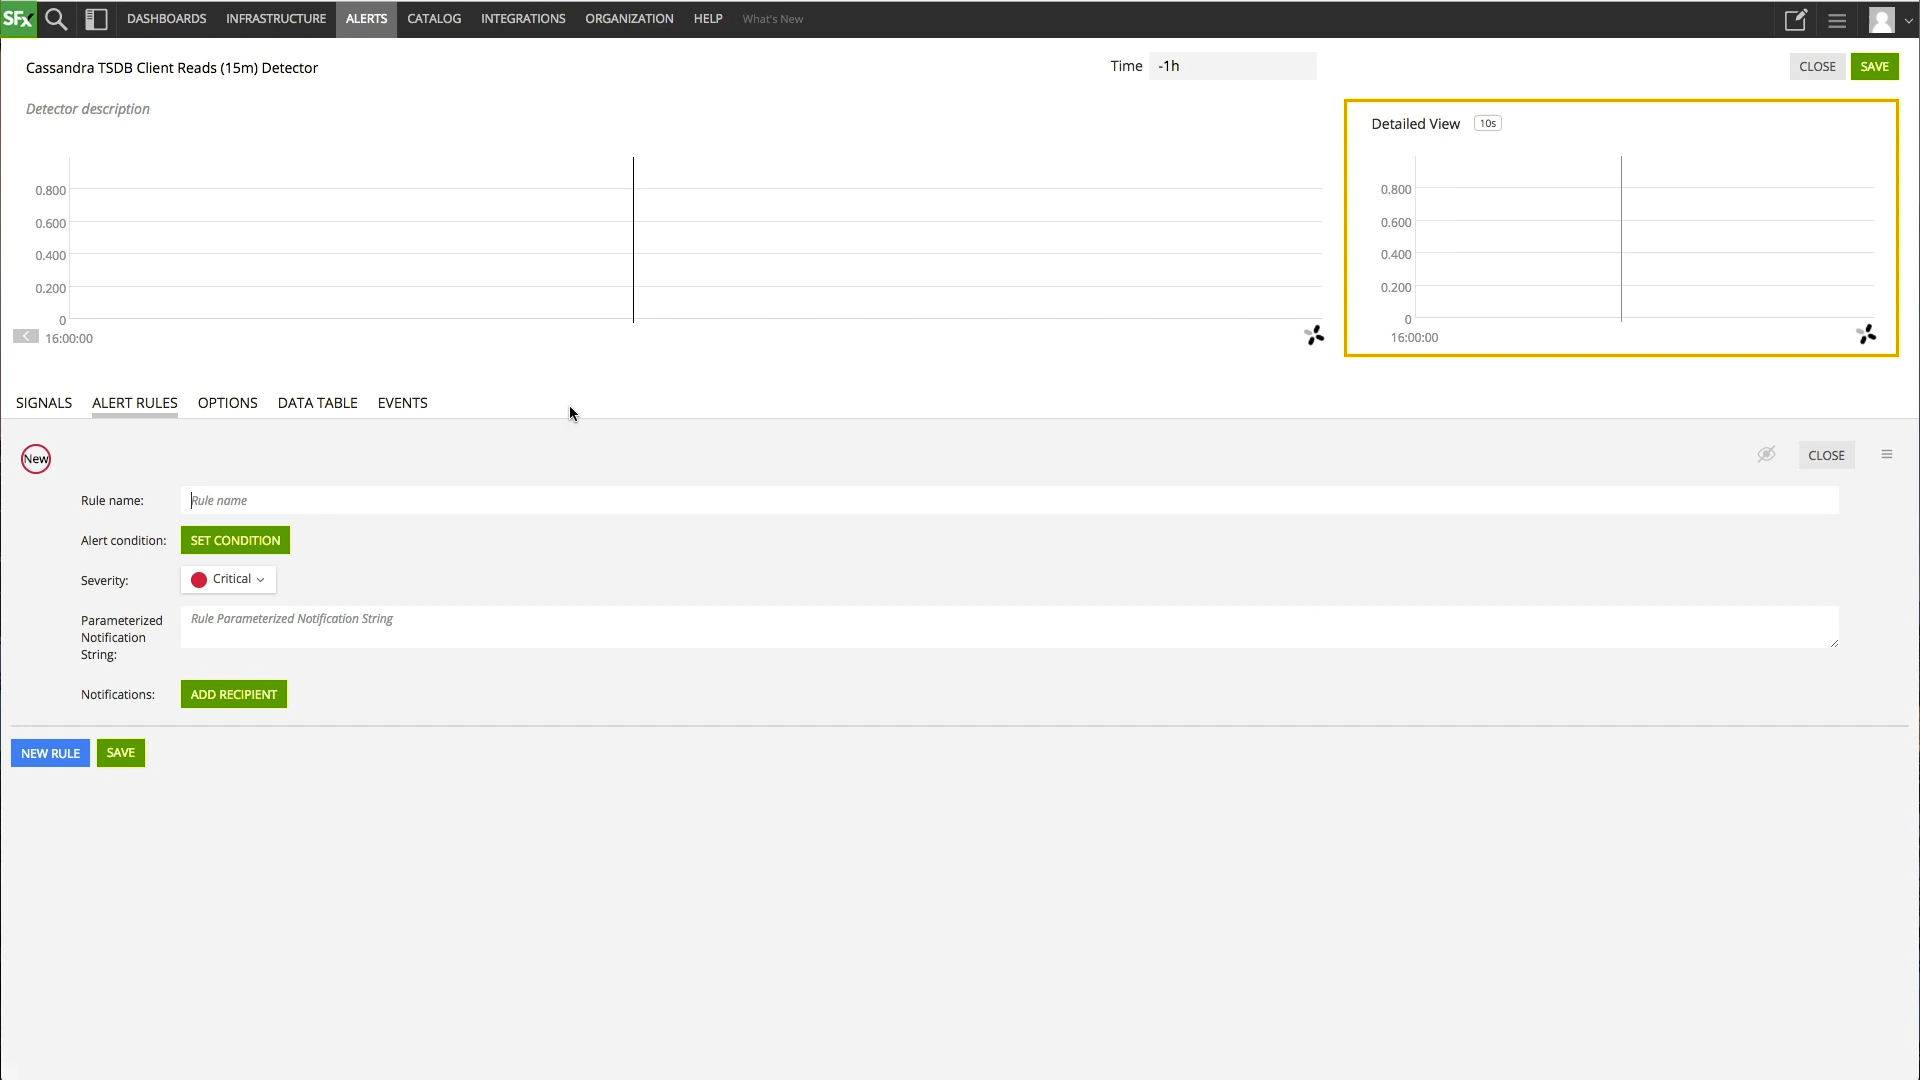 SFx DASHBOARDS INFRASTRUCTURE ALERTS CATALOG INTEGRATIONS ORGANIZATION HELP What's New
Cassandra TSDB Client Reads (15m) Detector
Time -1h
CLOSE SAVE
Detector description
0.800
0.600
0.400
0.200
0
16:00:00
Detailed View 10s
0.800
0.600
0.400
0.200
0
16:00:00
SIGNALS ALERT RULES OPTIONS DATA TABLE EVENTS
New
CLOSE
Rule name: Rule name
Alert condition: SET CONDITION
Severity: Critical
Parameterized
Notification
String:
Rule Parameterized Notification String
Notifications: ADD RECIPIENT
NEW RULE SAVE